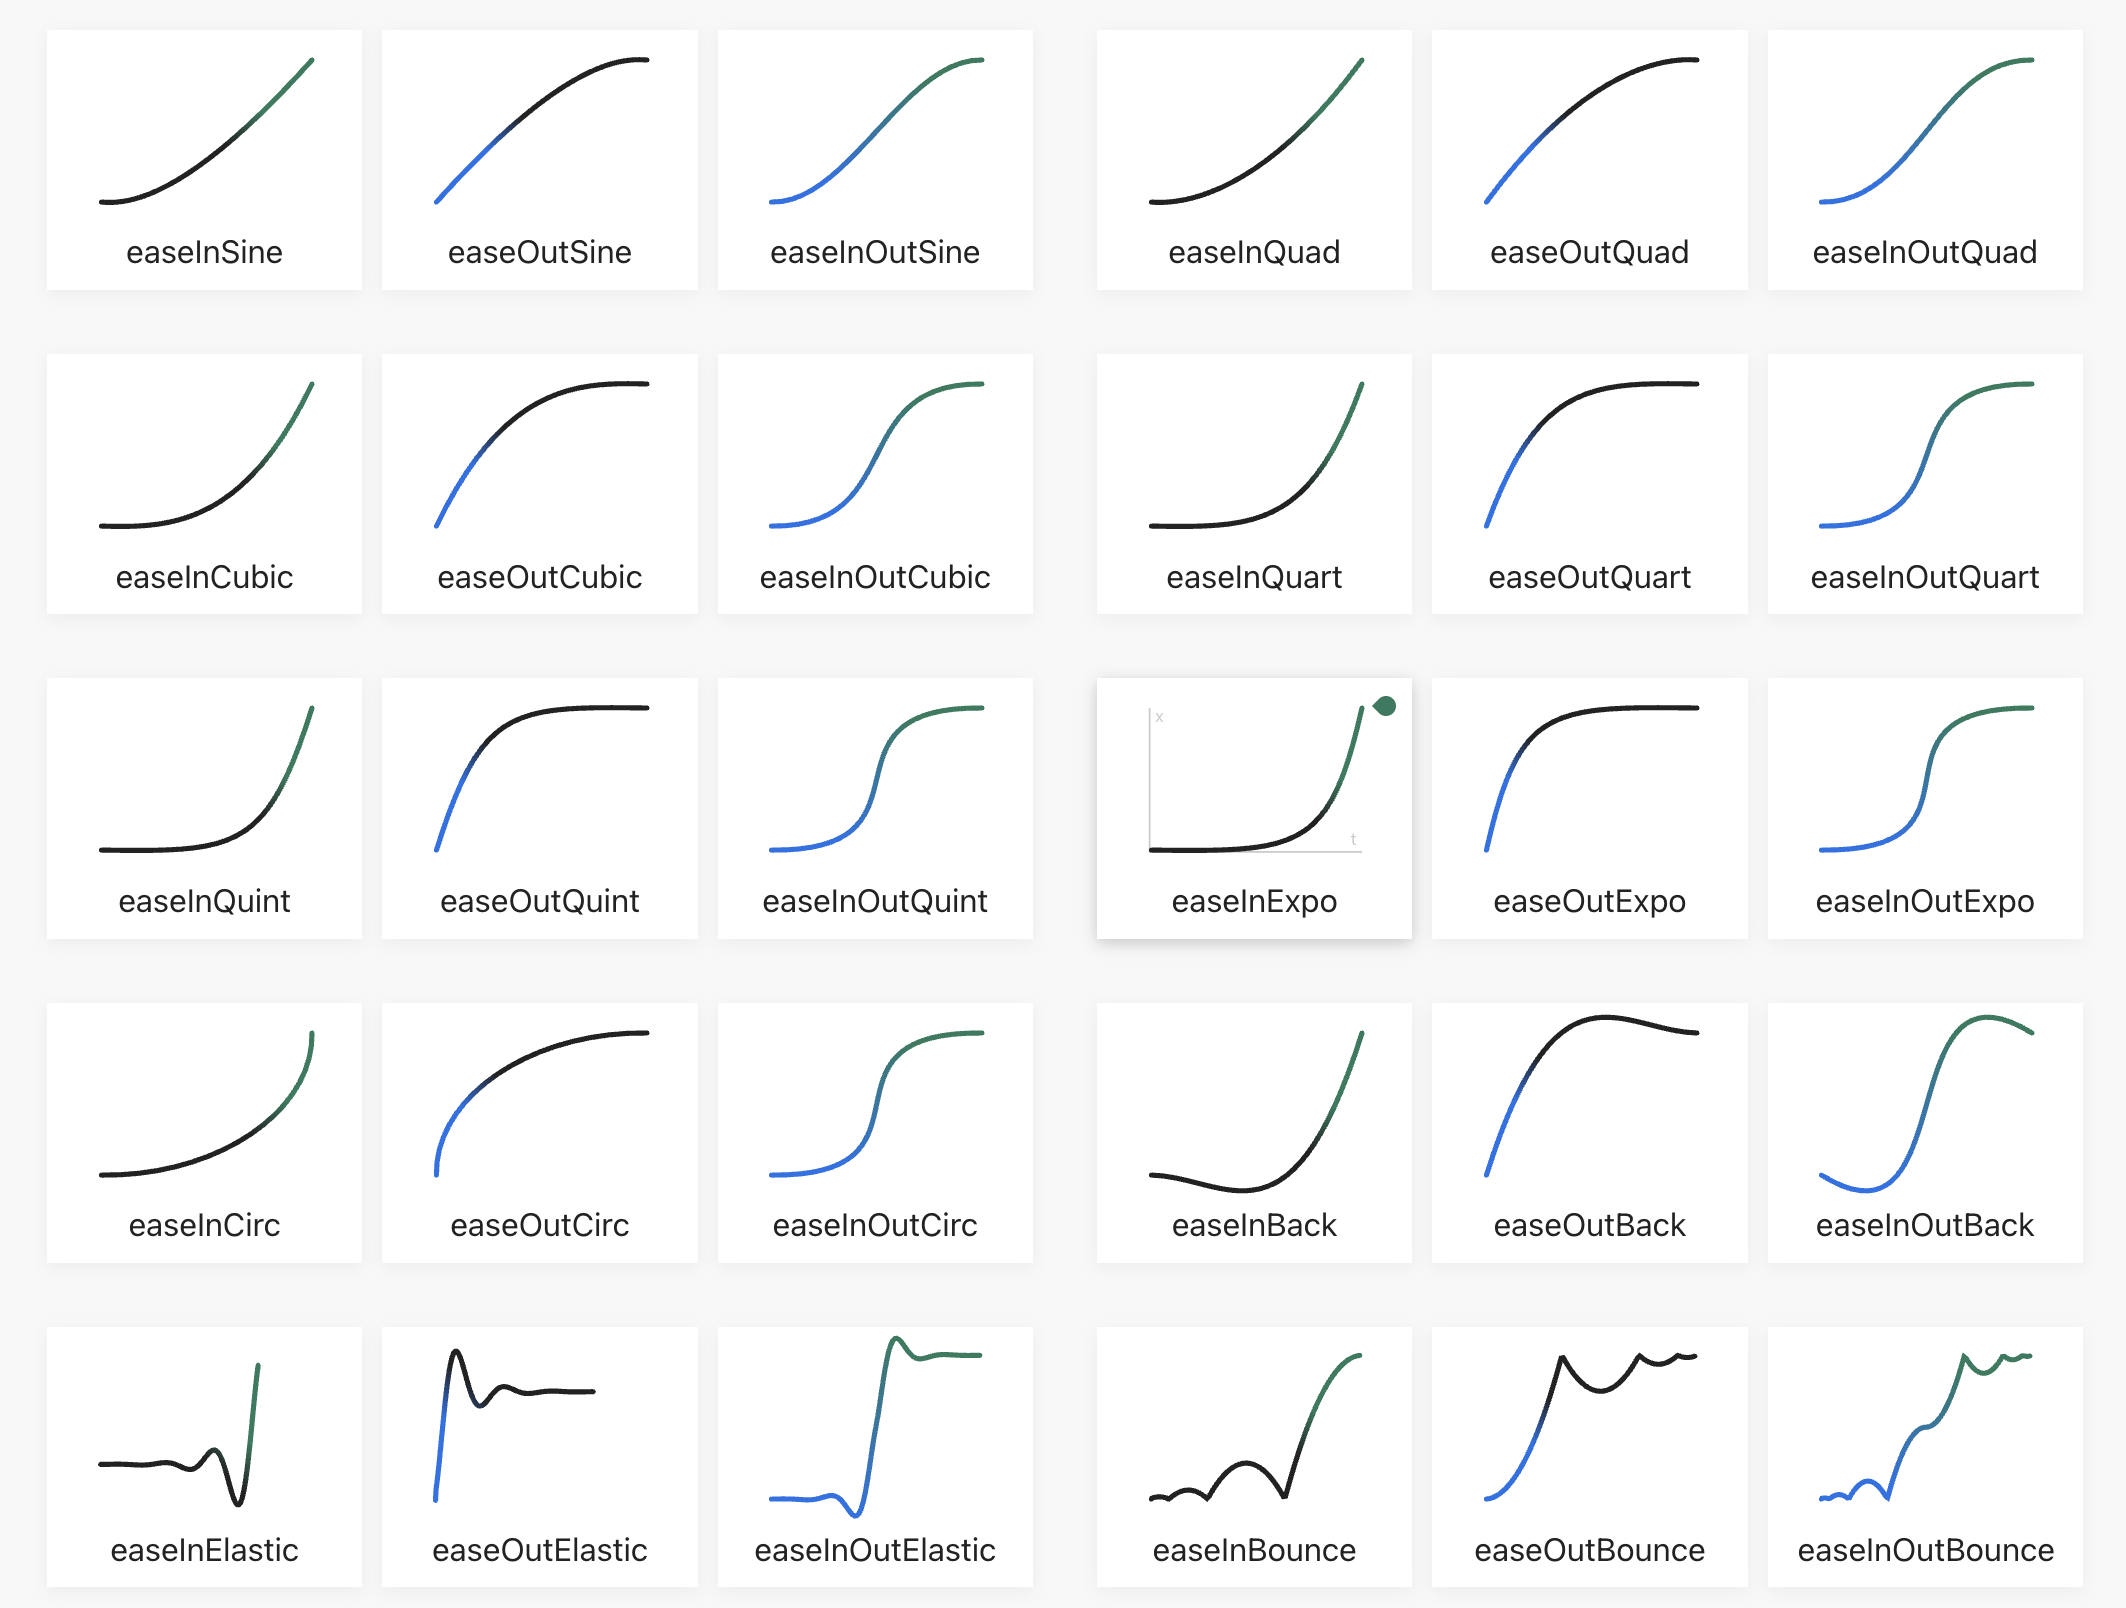 easeInSine
easeOutSine
easeInOutSine
easeInQuad
easeOutQuad
easeInOutQuad
easeInCubic
easeOutCubic
easeInOutCubic
easeInQuart
easeOutQuart
easeInOutQuart
easeInQuint
easeOutQuint
easeInOutQuint
x
t
easeInExpo
easeOutExpo
easeInOutExpo
easeInCirc
easeOutCirc
easeInOutCirc
easeInBack
easeOutBack
easeInOutBack
easeInElastic
easeOutElastic
easeInOutElastic
easeInBounce
easeOutBounce
easeInOutBounce